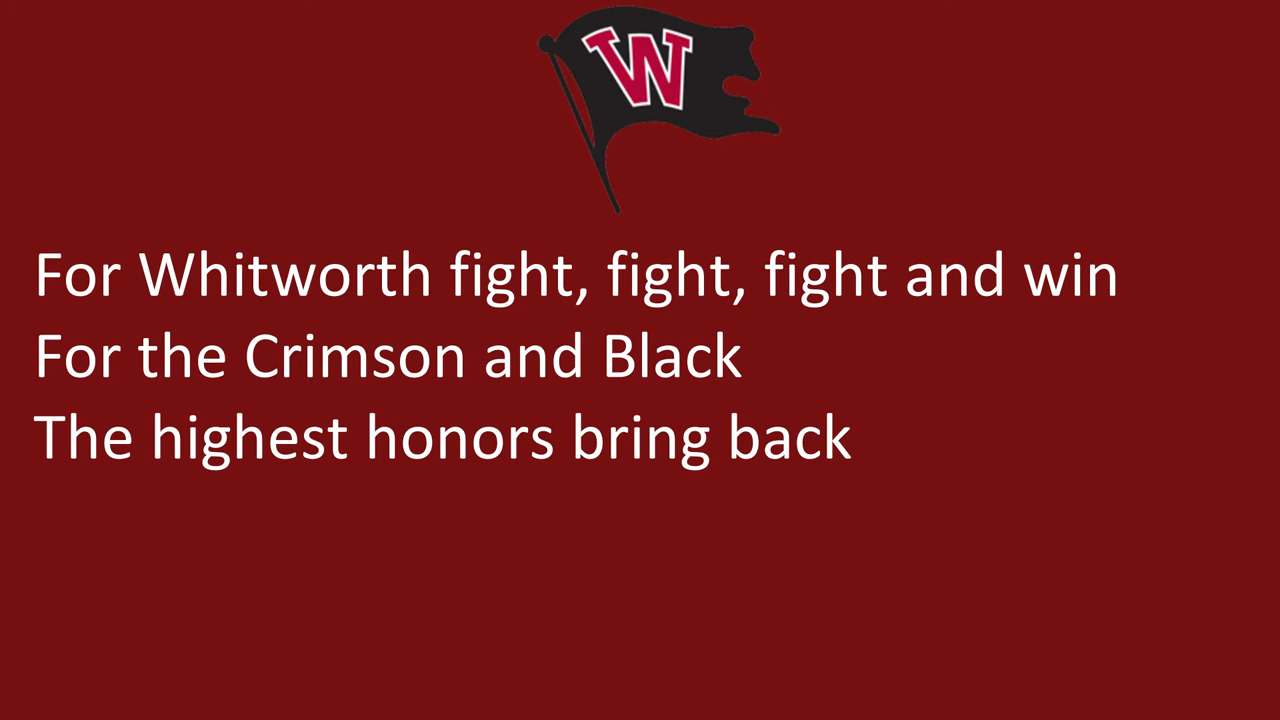 W
For Whitworth fight, fight, fight and win
For the Crimson and Black
The highest honors bring back